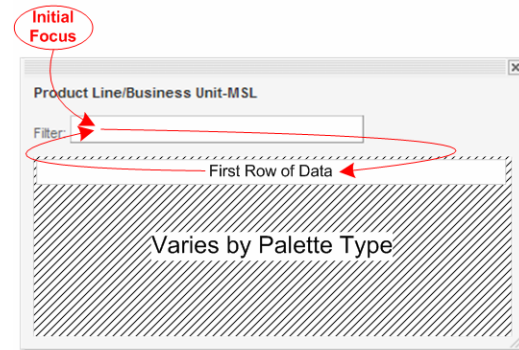 Initial
Focus
Product Line/Business Unit-MSL
Filter:
First Row of Data
Varies by Palette Type